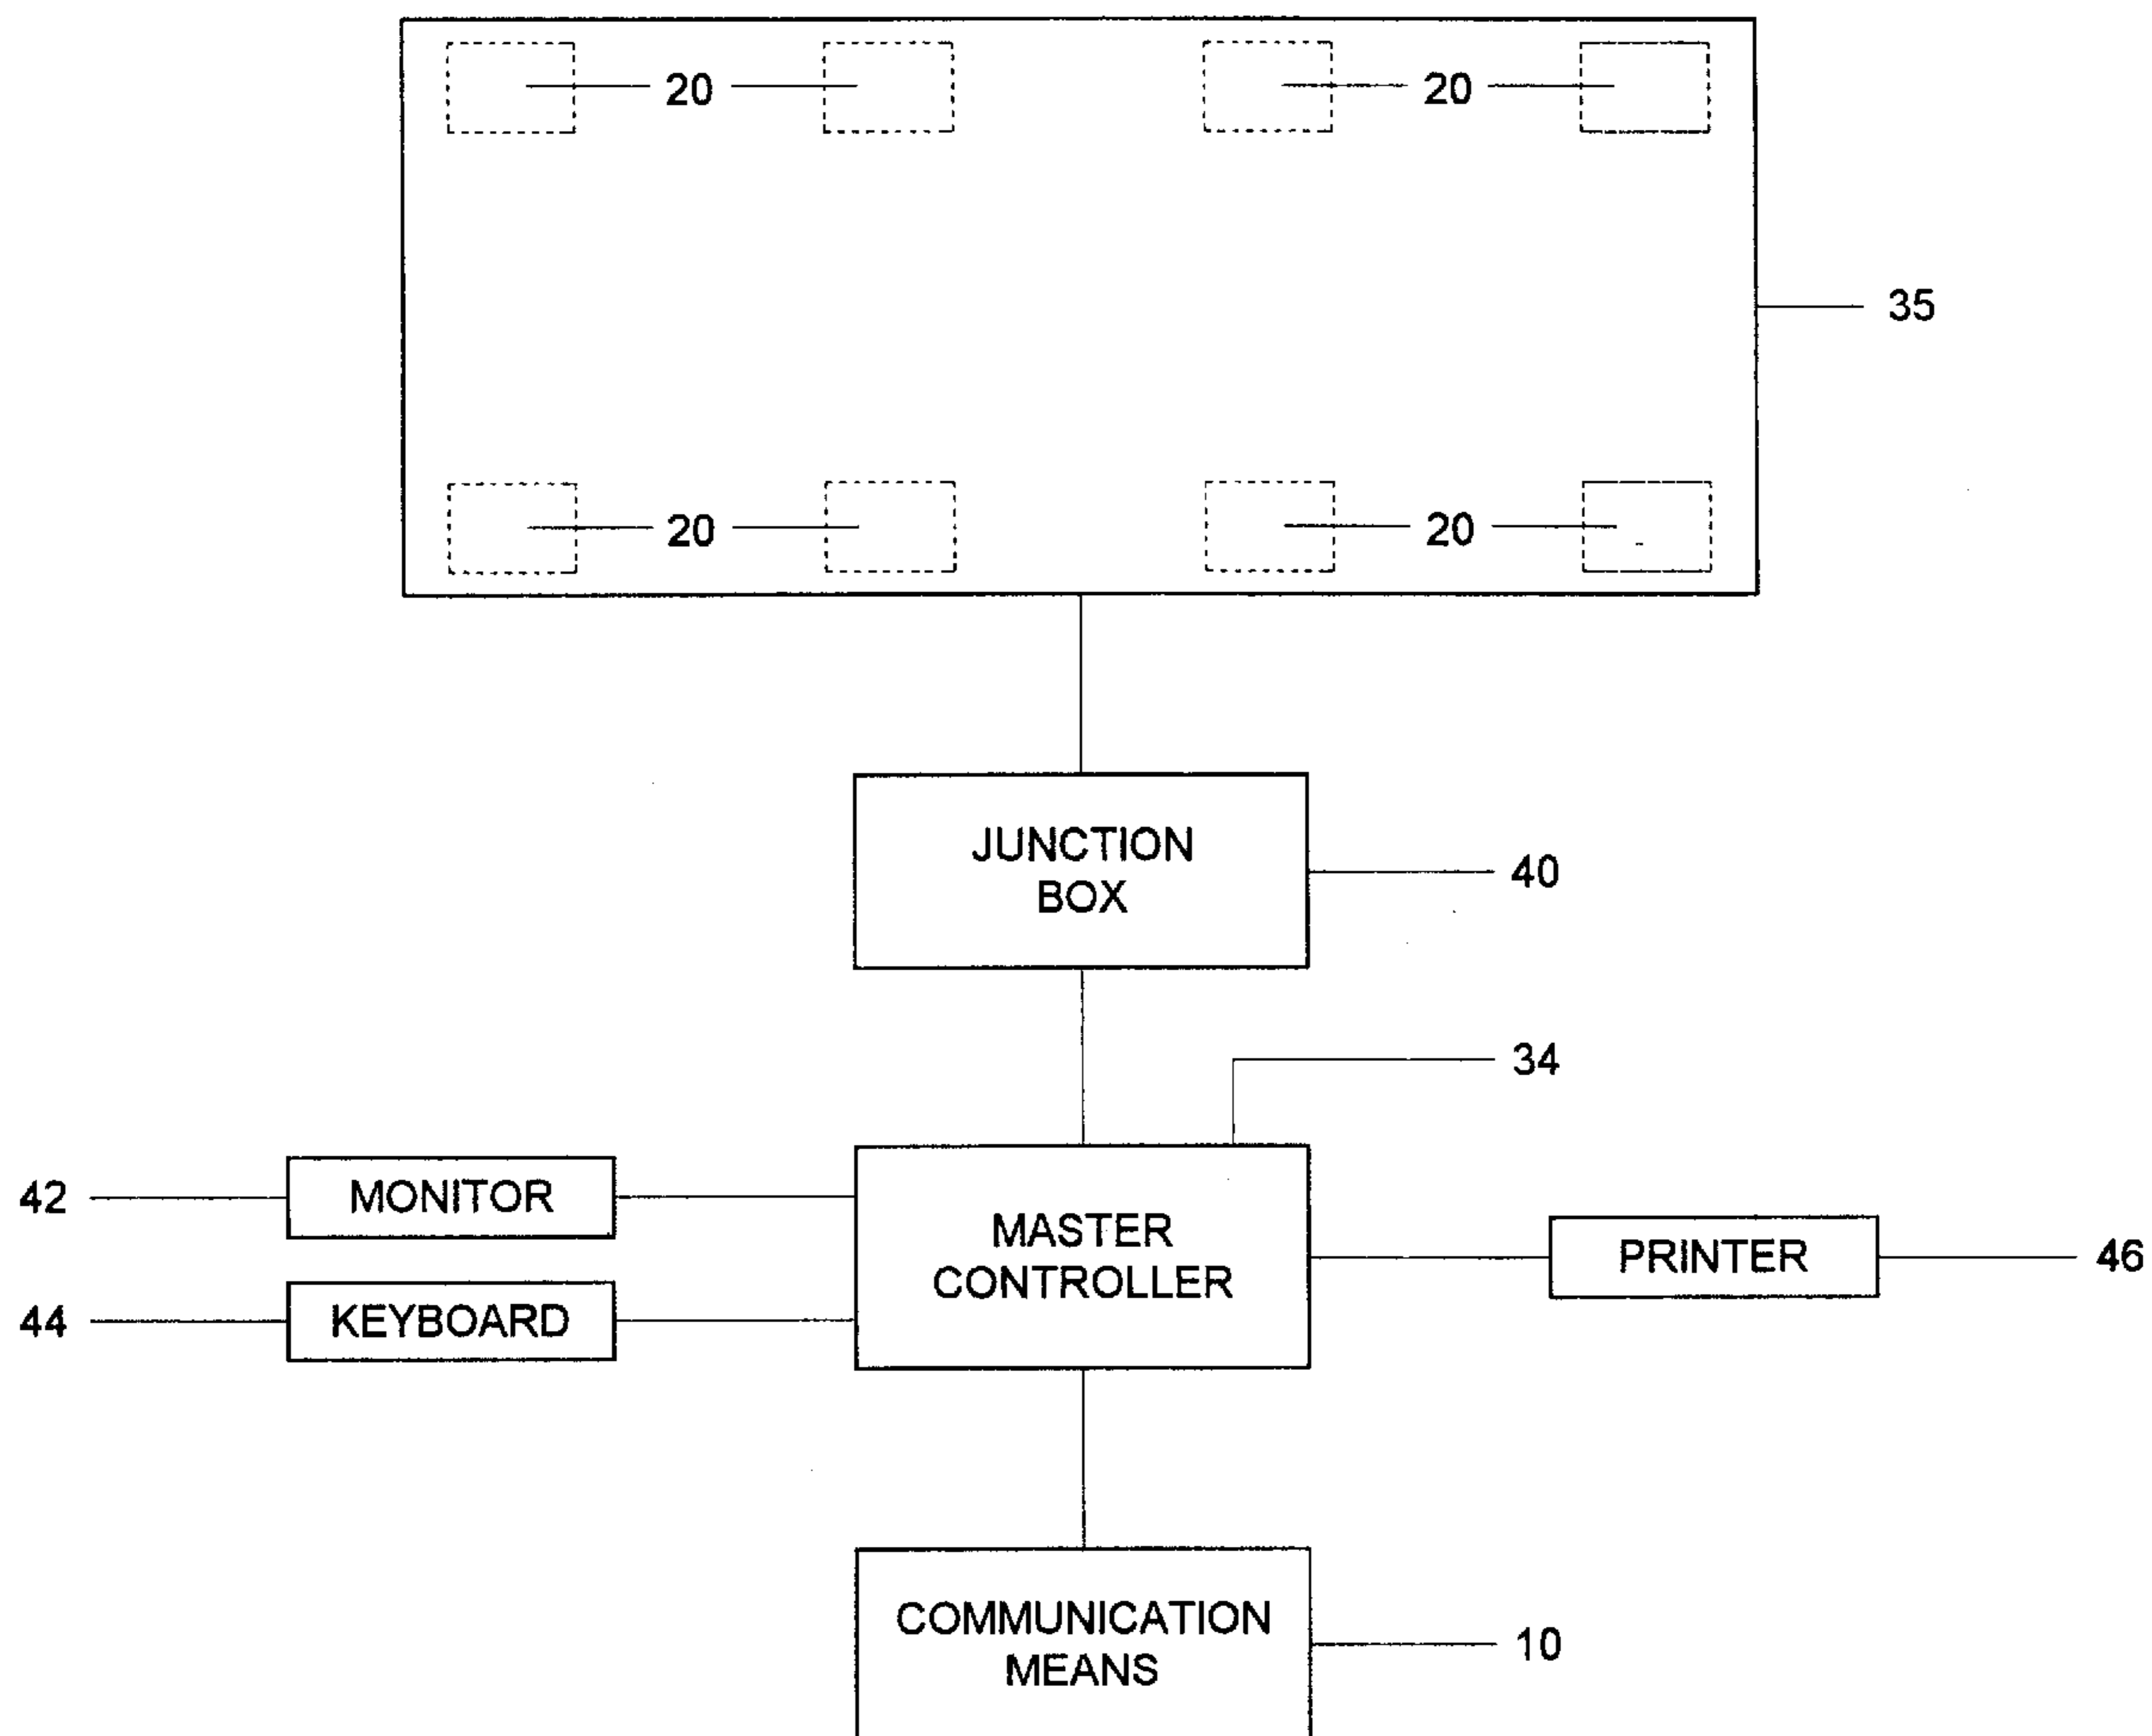 20 20
35
20 20
JUNCTION
BOX
40
34
42
MONITOR
MASTER
CONTROLLER
PRINTER
46
44
KEYBOARD
COMMUNICATION
MEANS
10